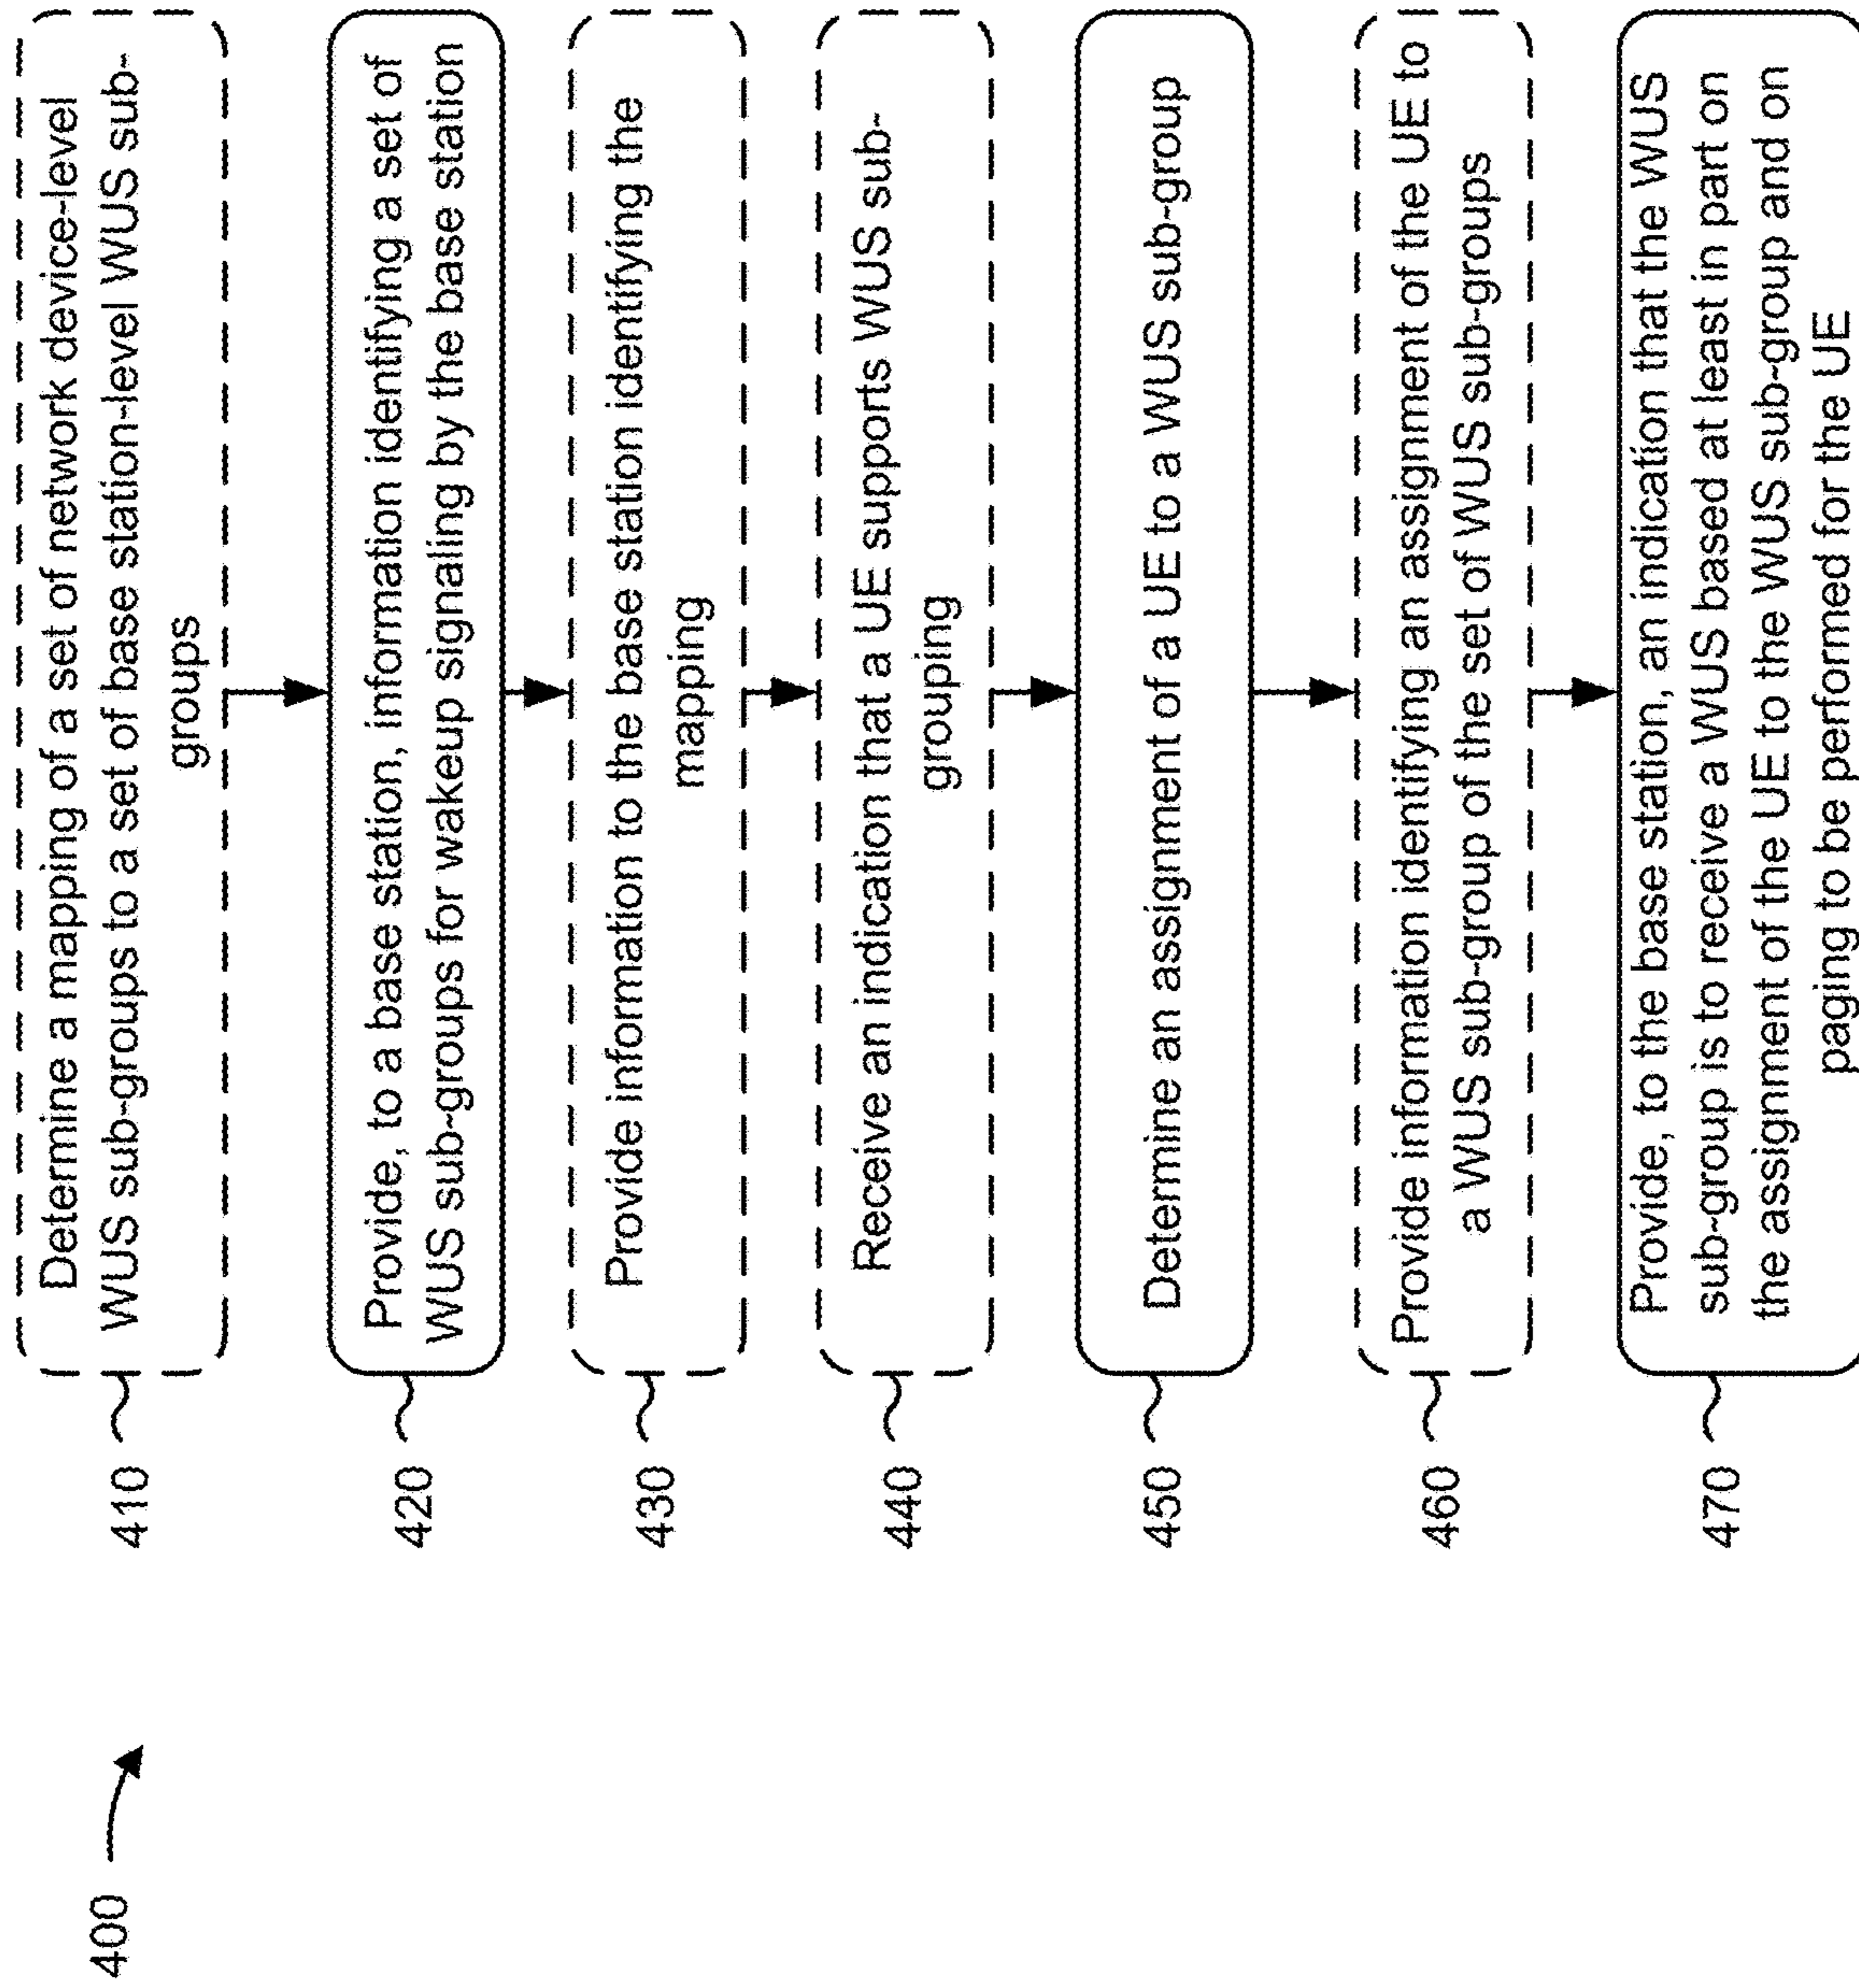 400
410
Determine a mapping of a set of network device-level
WUS sub-groups to a set of base station-level WUS sub-
groups
420
Provide, to a base station, information identifying a set of
WUS sub-groups for wakeup signaling by the base station
430
Provide information to the base station identifying the
mapping
440
Receive an indication that a UE supports WUS sub-
grouping
450
Determine an assignment of a UE to a WUS sub-group
460
Provide information identifying an assignment of the UE to
a WUS sub-group of the set of WUS sub-groups
470
Provide, to the base station, an indication that the WUS
sub-group is to receive a WUS based at least in part on
the assignment of the UE to the WUS sub-group and on
paging to be performed for the UE